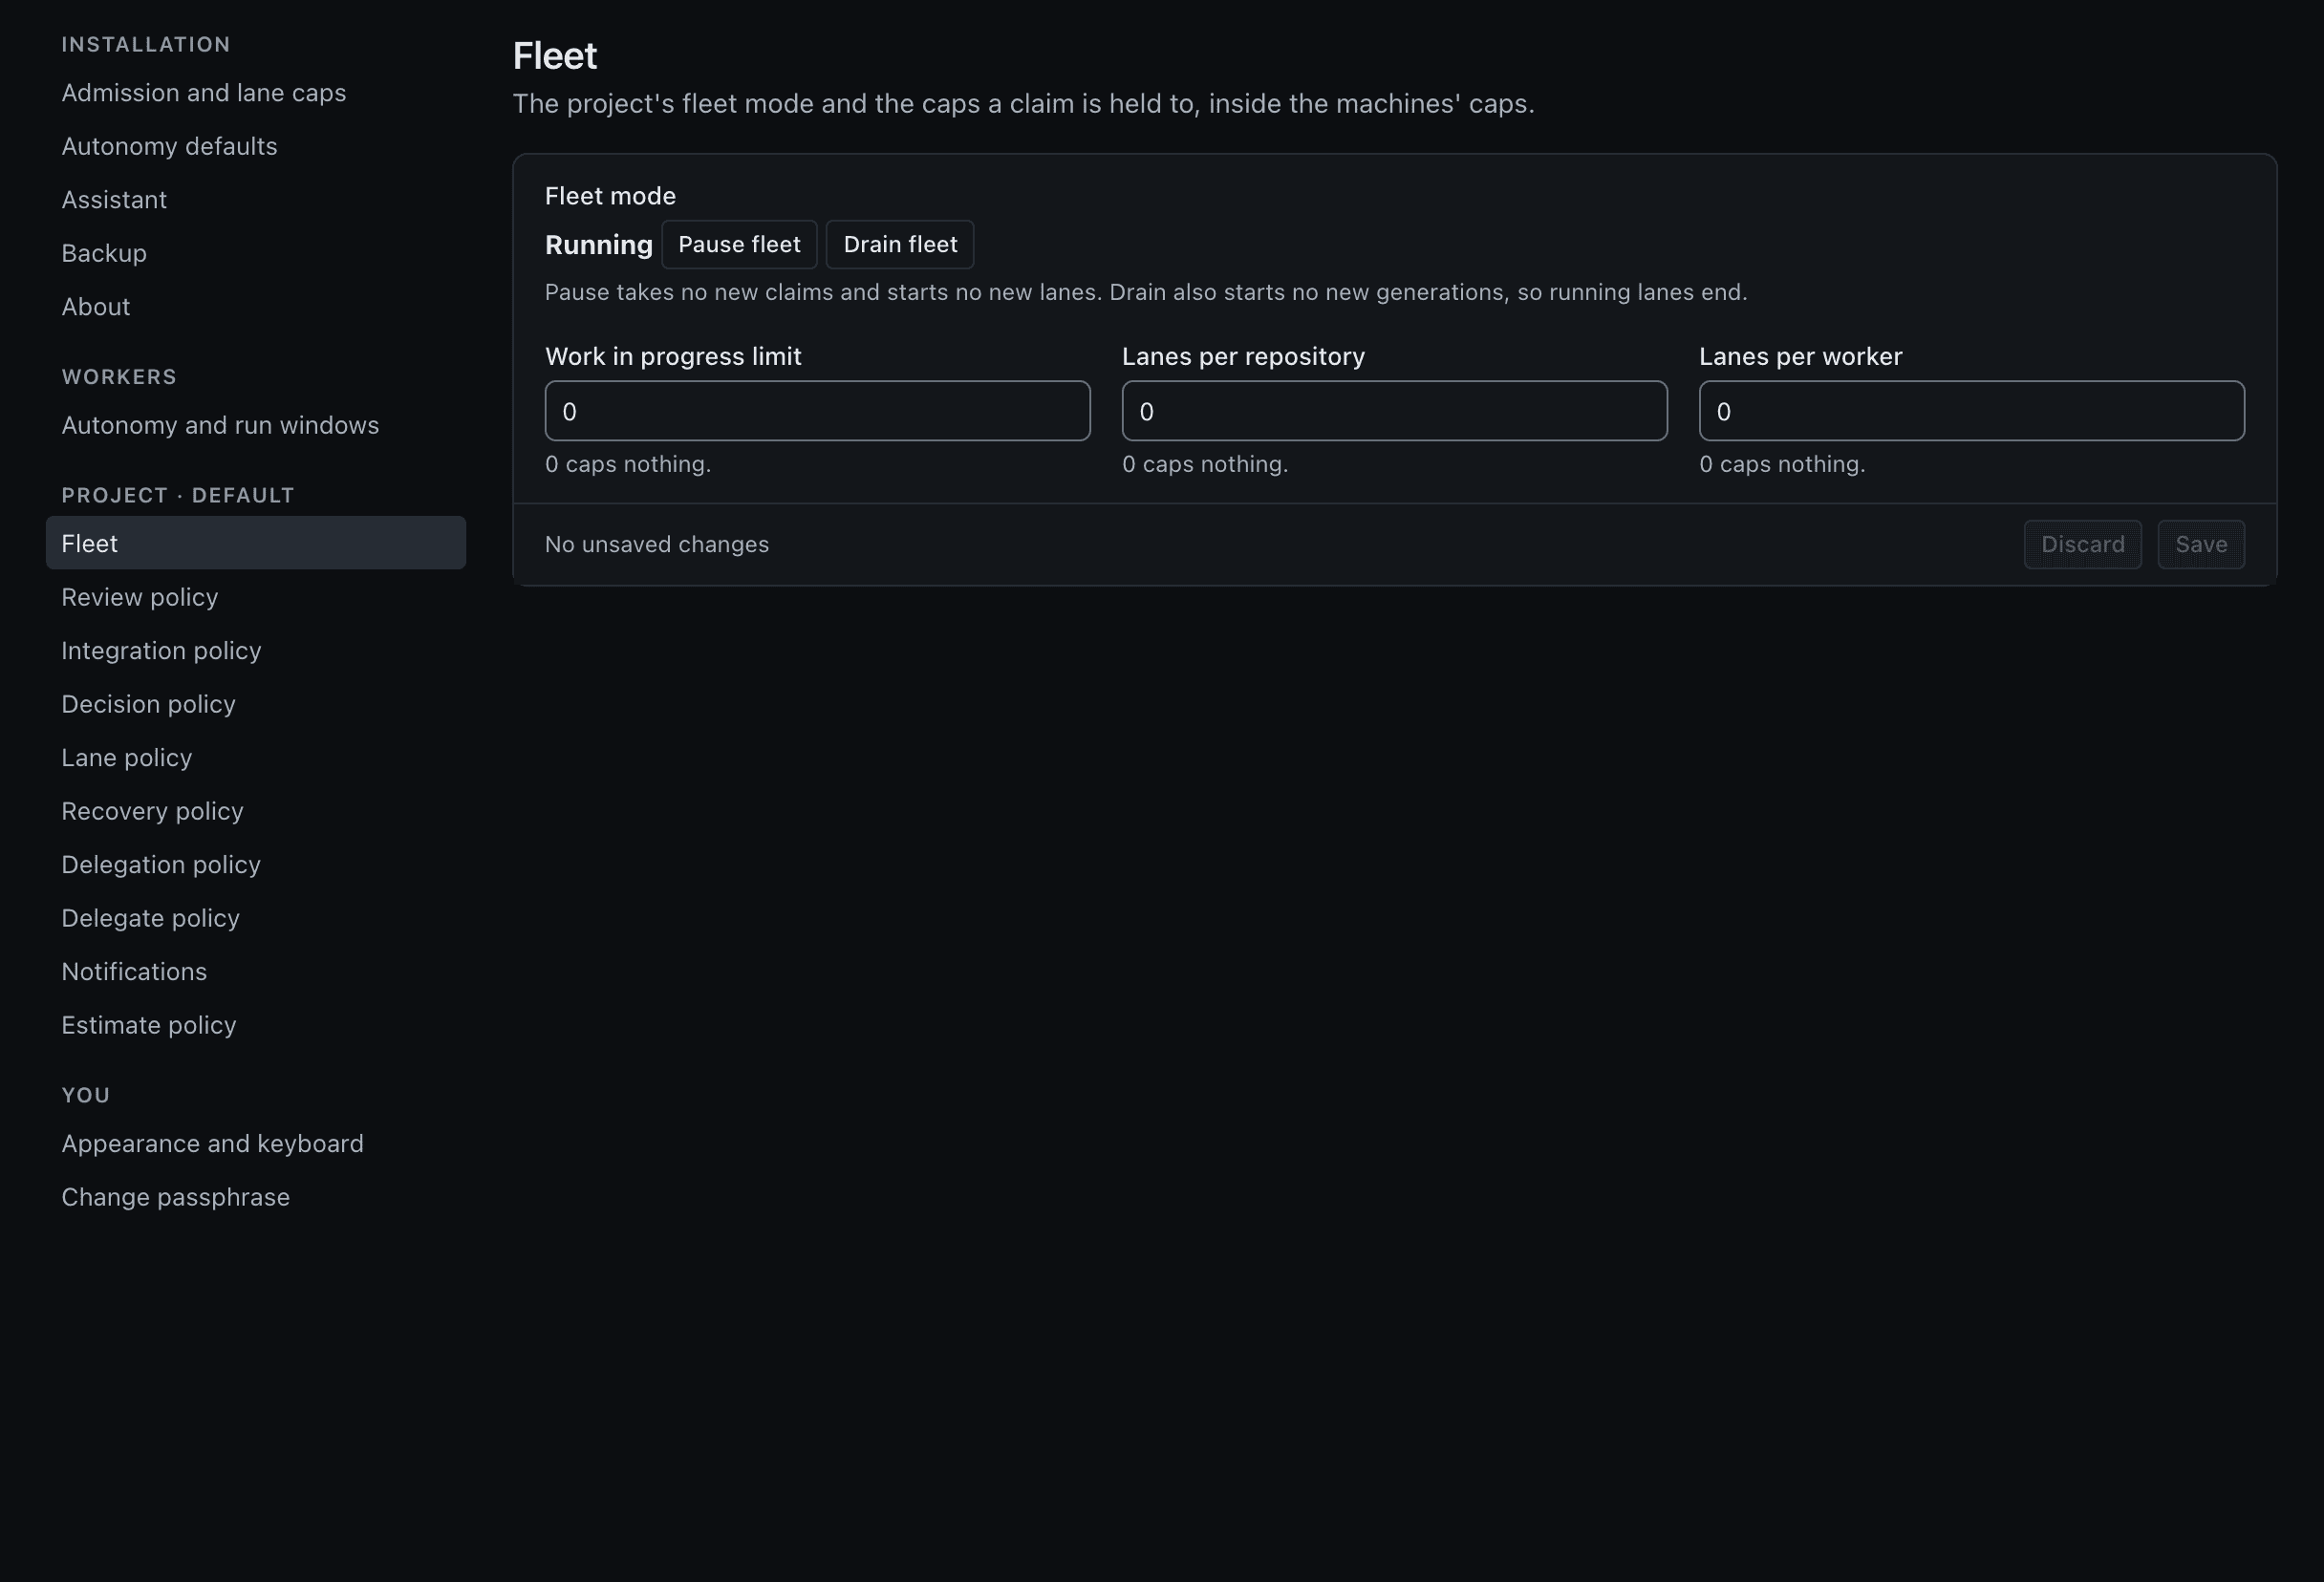 INSTALLATION
Admission and lane caps
Autonomy defaults
Assistant
Backup
About
WORKERS
Autonomy and run windows
PROJECT · DEFAULT
Fleet
Review policy
Integration policy
Decision policy
Lane policy
Recovery policy
Delegation policy
Delegate policy
Notifications
Estimate policy
YOU
Appearance and keyboard
Change passphrase
Fleet
The project's fleet mode and the caps a claim is held to, inside the machines' caps.
Fleet mode
Running Pause fleet Drain fleet
Pause takes no new claims and starts no new lanes. Drain also starts no new generations, so running lanes end.
Work in progress limit Lanes per repository Lanes per worker
0 0 0
0 caps nothing. 0 caps nothing. 0 caps nothing.
No unsaved changes Discard Save